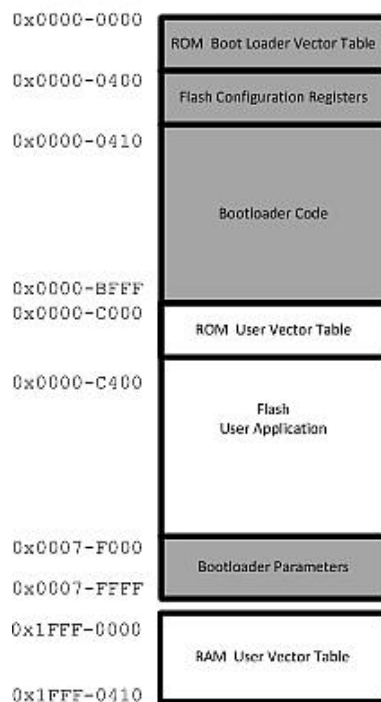 0x0000-0000
ROM Boot Loader Vector Table
0x0000-0400
Flash Configuration Registers
0x0000-0410
Bootloader Code
0x0000-BFFF
0x0000-C000
ROM User Vector Table
0x0000-C400
Flash
User Application
0x0007-F000
Bootloader Parameters
0x0007-FFFF
0x1FFF-0000
RAM User Vector Table
0x1FFF-0410